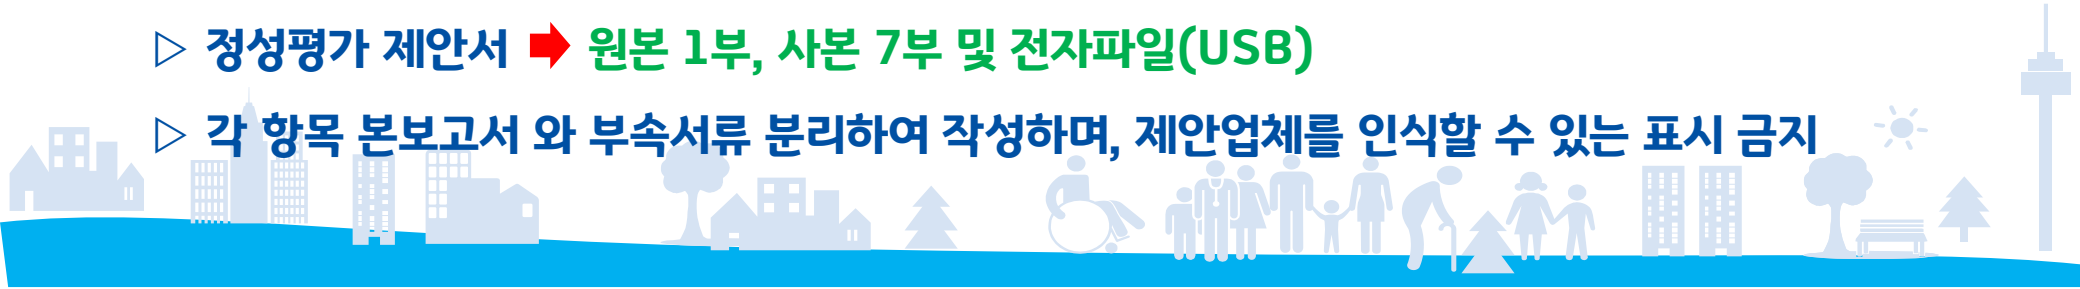 ▷ 정성평가 제안서 ➡ 원본 1부, 사본 7부 및 전자파일(USB)
▷ 각 항목 본보고서 와 부속서류 분리하여 작성하며, 제안업체를 인식할 수 있는 표시 금지